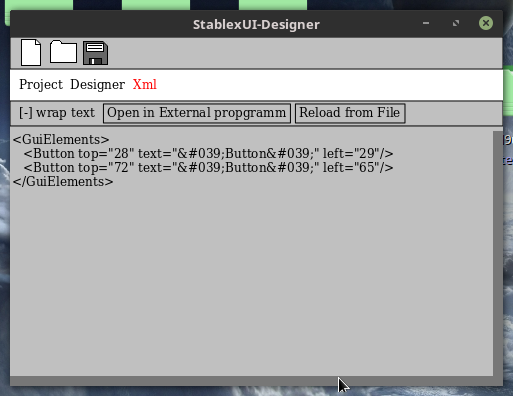 StablexUI-Designer
Project Designer Xml
[-] wrap text Open in External propgramm Reload from File
<GuiElements>
<Button top="28" text="&#039;Button&#039;" left="29"/>
<Button top="72" text="&#039;Button&#039;" left="65"/>
</GuiElements>